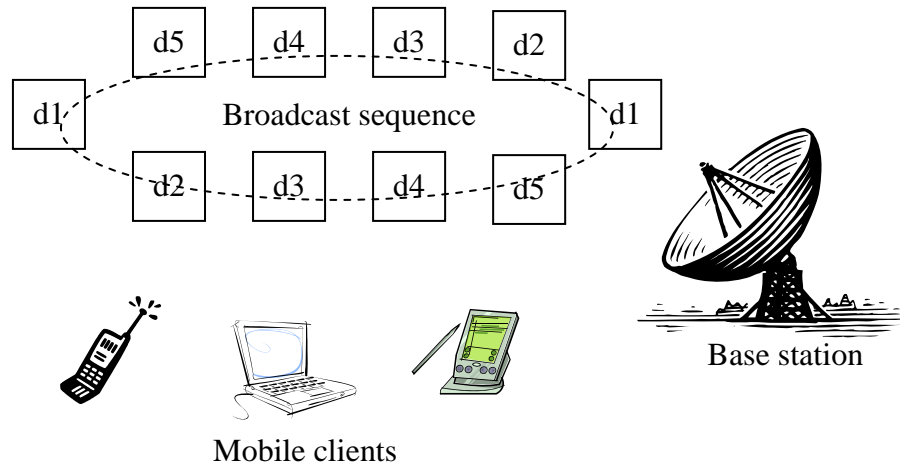 d5 d4 d3 d2
d1 Broadcast sequence d1
d2 d3 d4 d5
Base station
Mobile clients